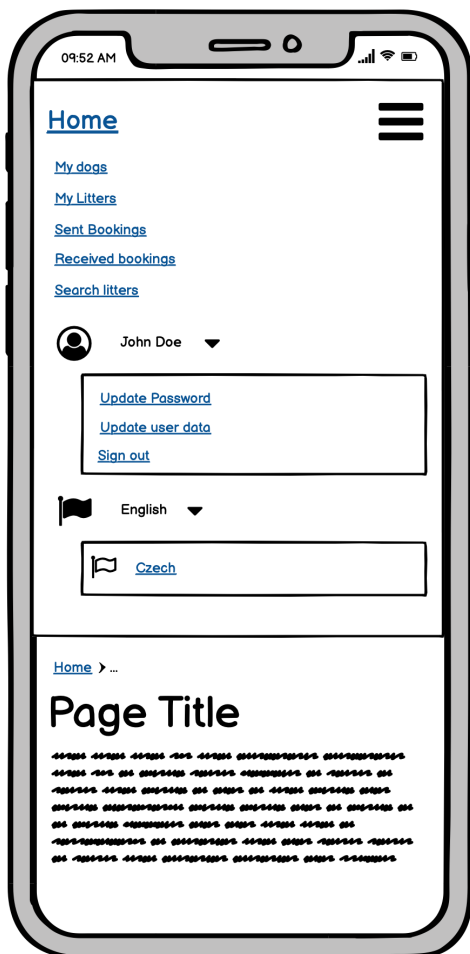 09:52 AM
Home
My dogs
My Litters
Sent Bookings
Received bookings
Search litters
John Doe
Update Password
Update user data
Sign out
English
Czech
Home > ...
Page Title